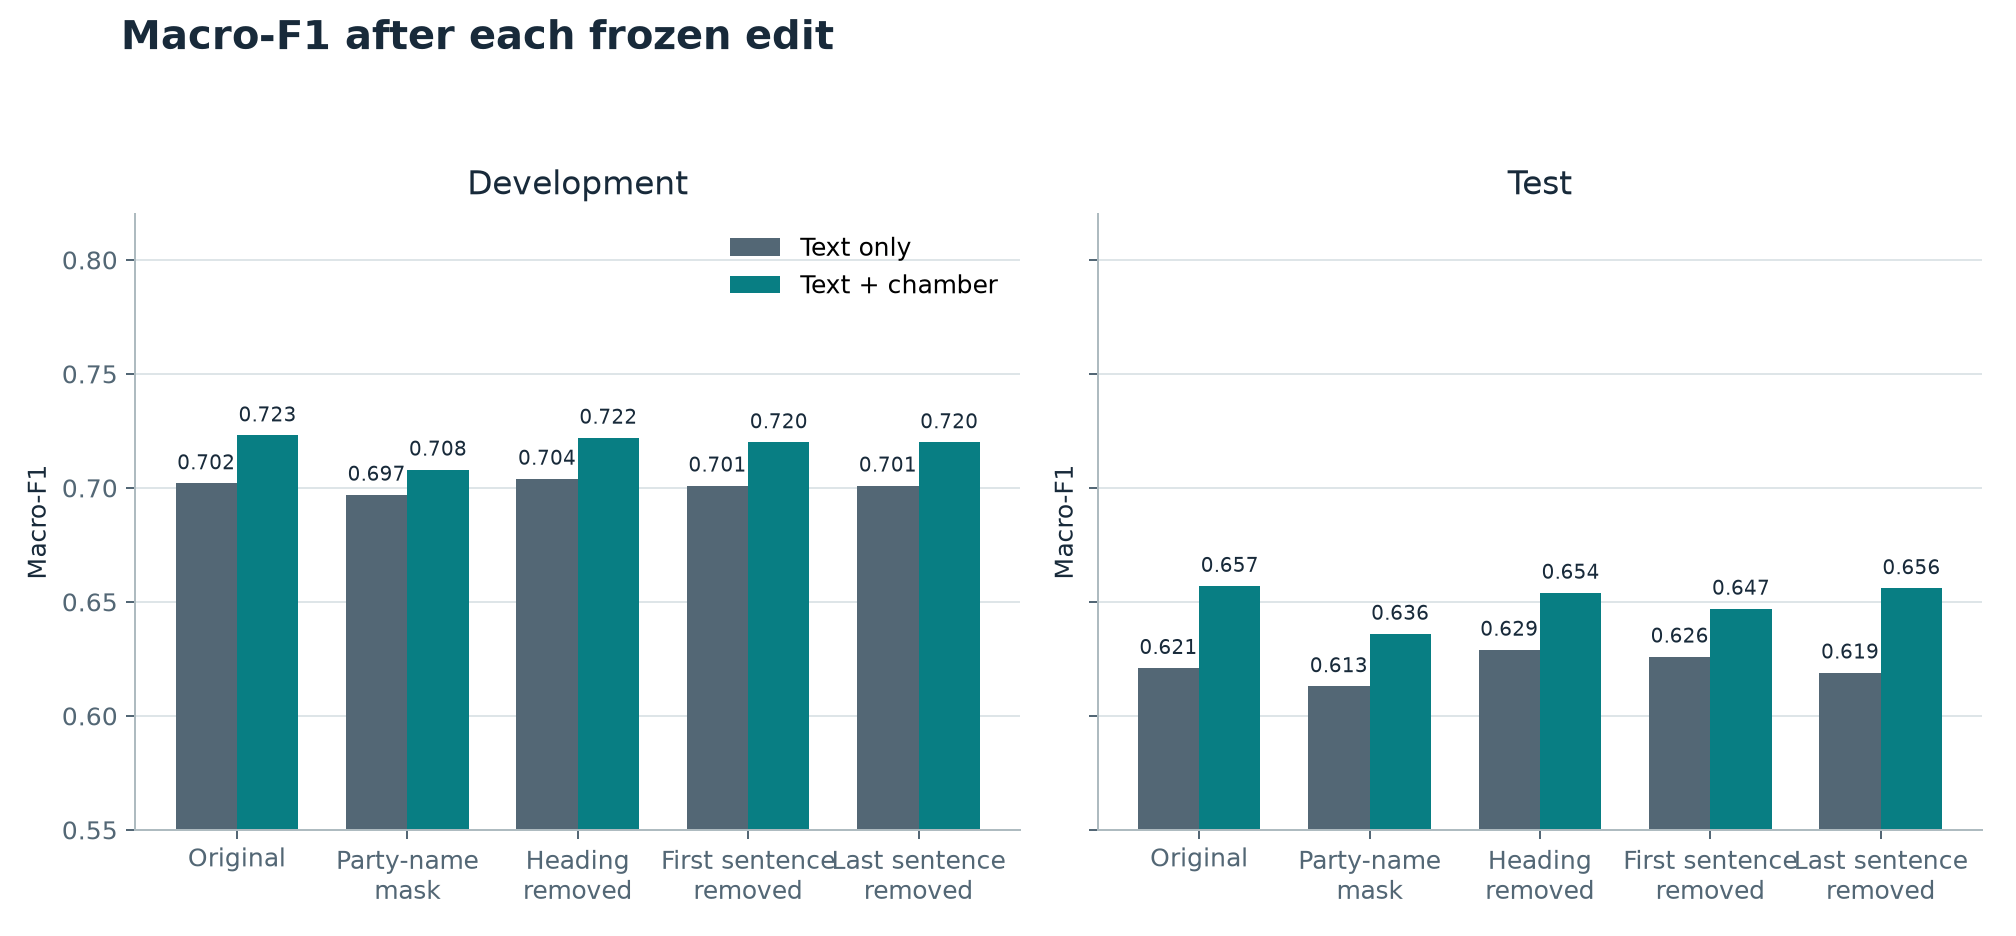 Macro-F1 after each frozen edit
Development
Text only
Text + chamber
Macro-F1
0.80
0.75
0.70
0.65
0.60
0.55
0.702
0.723
0.697
0.708
0.704
0.722
0.701
0.720
0.701
0.720
Original
Party-name
mask
Heading
removed
First sentence
removed
Last sentence
removed
Test
Macro-F1
0.621
0.657
0.613
0.636
0.629
0.654
0.626
0.647
0.619
0.656
Original
Party-name
mask
Heading
removed
First sentence
removed
Last sentence
removed